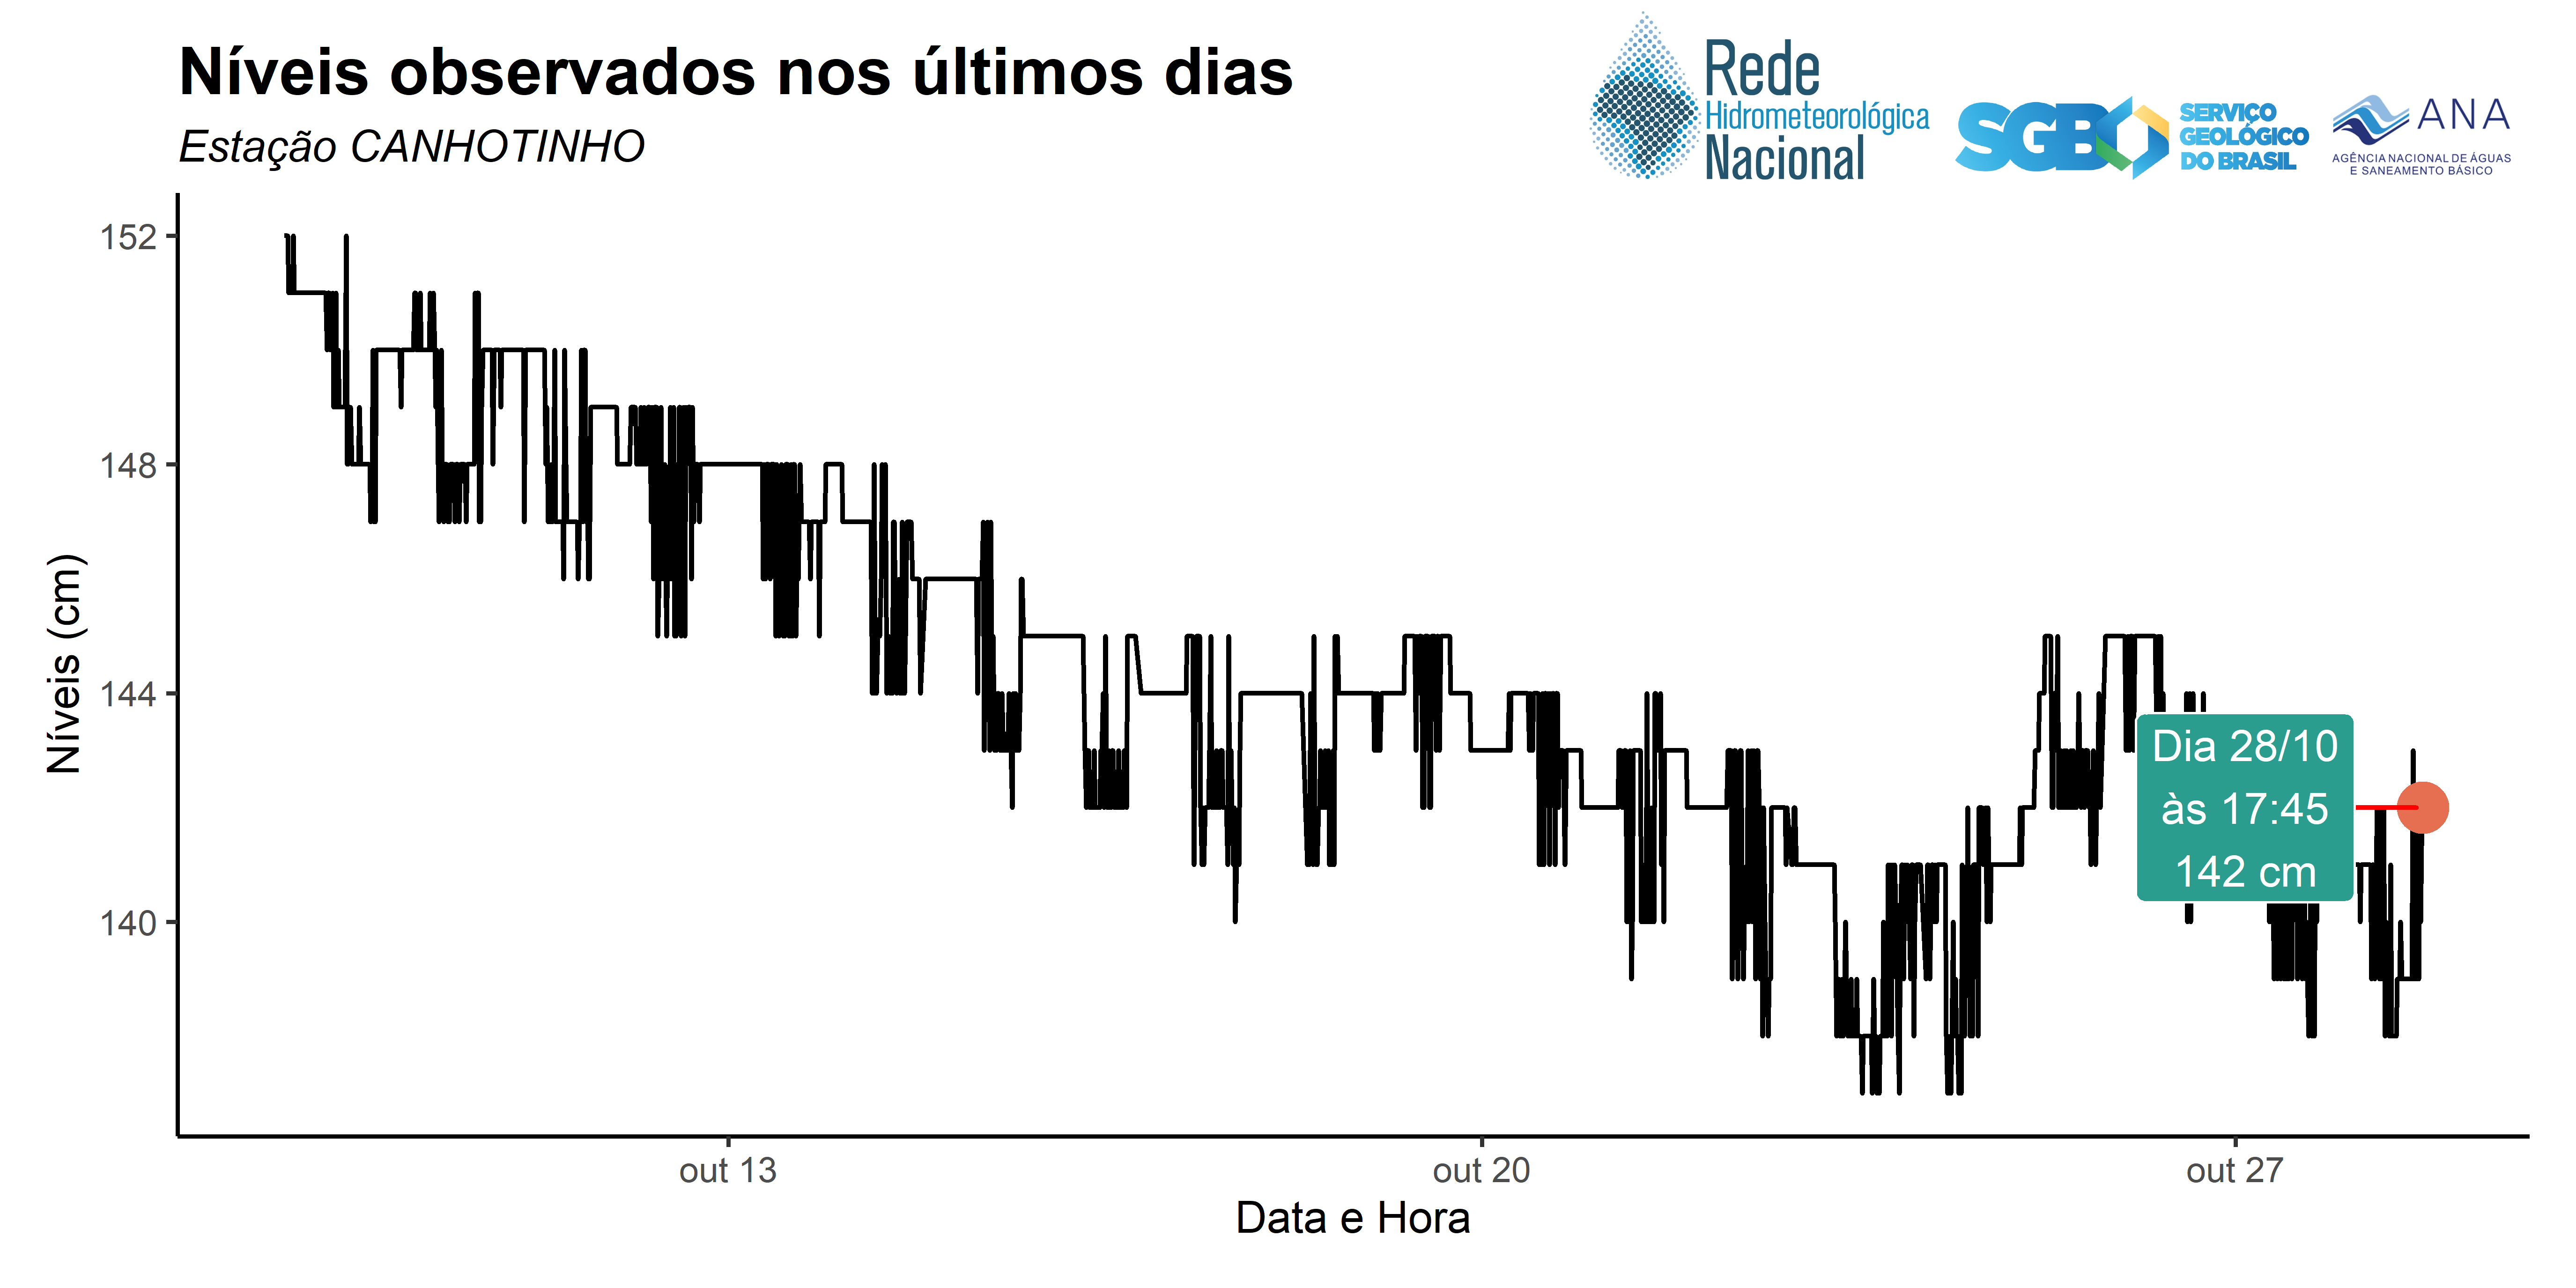 Níveis observados nos últimos dias
Estação CANHOTINHO
Rede
Hidrometeorológica
Nacional
SGB
SERVIÇO
GEOLÓGICO
DO BRASIL
ANA
AGÊNCIA NACIONAL DE ÁGUAS
E SANEAMENTO BÁSICO
152
148
144
140
Níveis (cm)
Dia 28/10
às 17:45
142 cm
out 13
out 20
out 27
Data e Hora